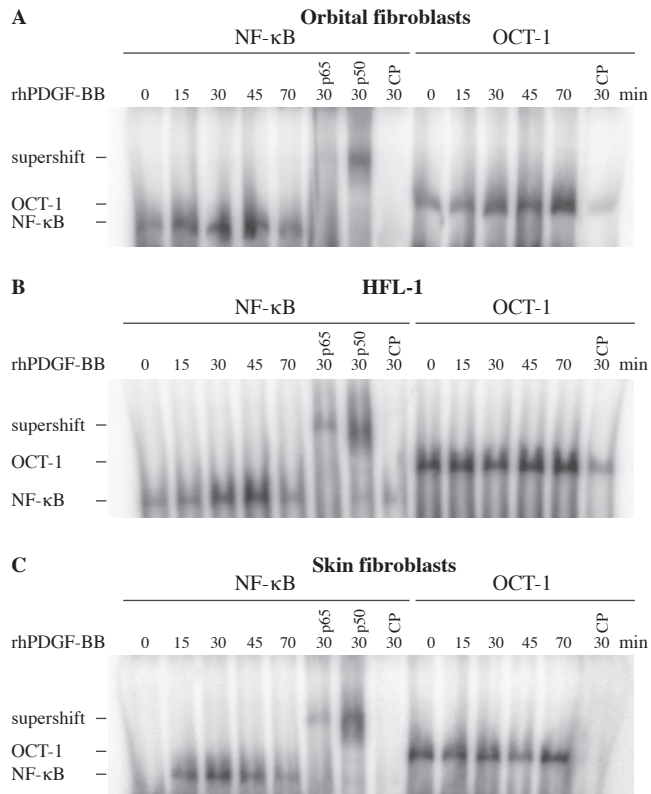 A Orbital fibroblasts
NF-κB OCT-1
p65 p50 CP CP
rhPDGF-BB 0 15 30 45 70 30 30 30 0 15 30 45 70 30 min
supershift
OCT-1
NF-κB
B HFL-1
NF-κB OCT-1
p65 p50 CP CP
rhPDGF-BB 0 15 30 45 70 30 30 30 0 15 30 45 70 30 min
supershift
OCT-1
NF-κB
C Skin fibroblasts
NF-κB OCT-1
p65 p50 CP CP
rhPDGF-BB 0 15 30 45 70 30 30 30 0 15 30 45 70 30 min
supershift
OCT-1
NF-κB